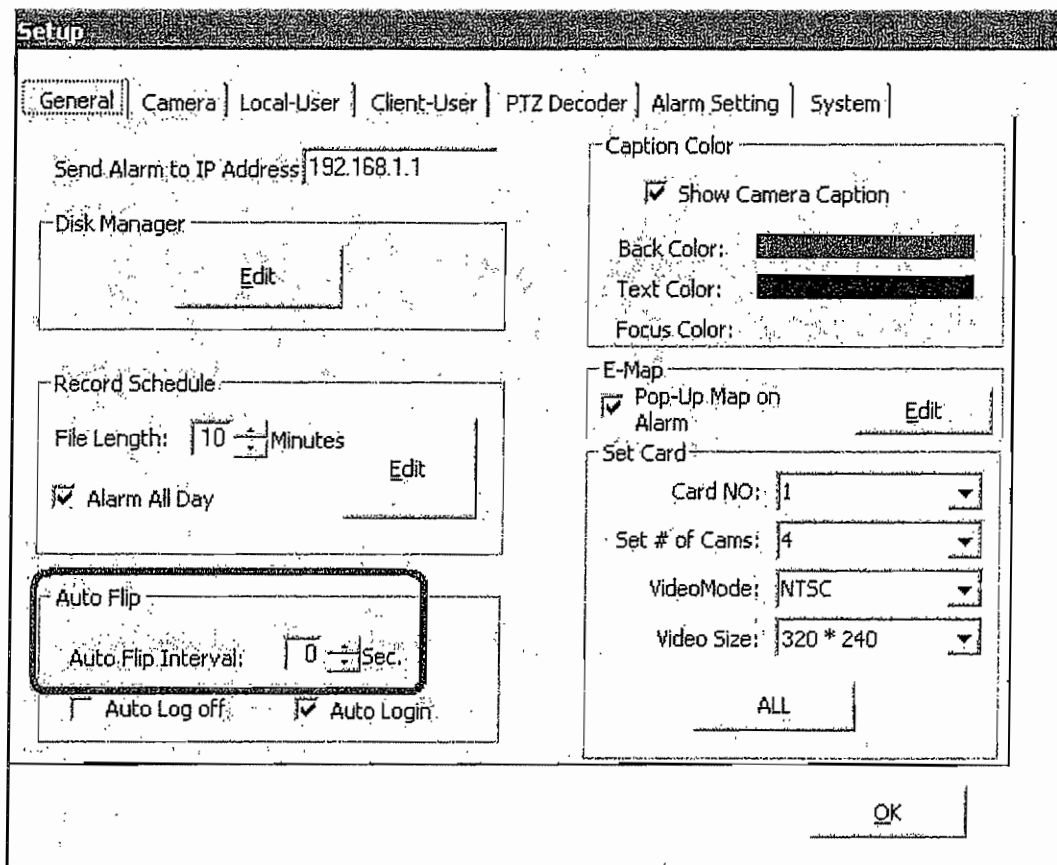 Setup
General Camera Local-User Client-User PTZ Decoder Alarm Setting System
Send Alarm to IP Address 192.168.1.1
Disk Manager
Edit
Record Schedule
File Length: 10 Minutes
Edit
Alarm All Day
Auto Flip
Auto Flip Interval: 0 Sec.
Auto Log off Auto Login
Caption Color
Show Camera Caption
Back Color:
Text Color:
Focus Color:
E-Map
Pop-Up Map on
Alarm
Edit
Set Card
Card NO: 1
Set # of Cams: 4
VideoMode: NTSC
Video Size: 320 * 240
ALL
OK